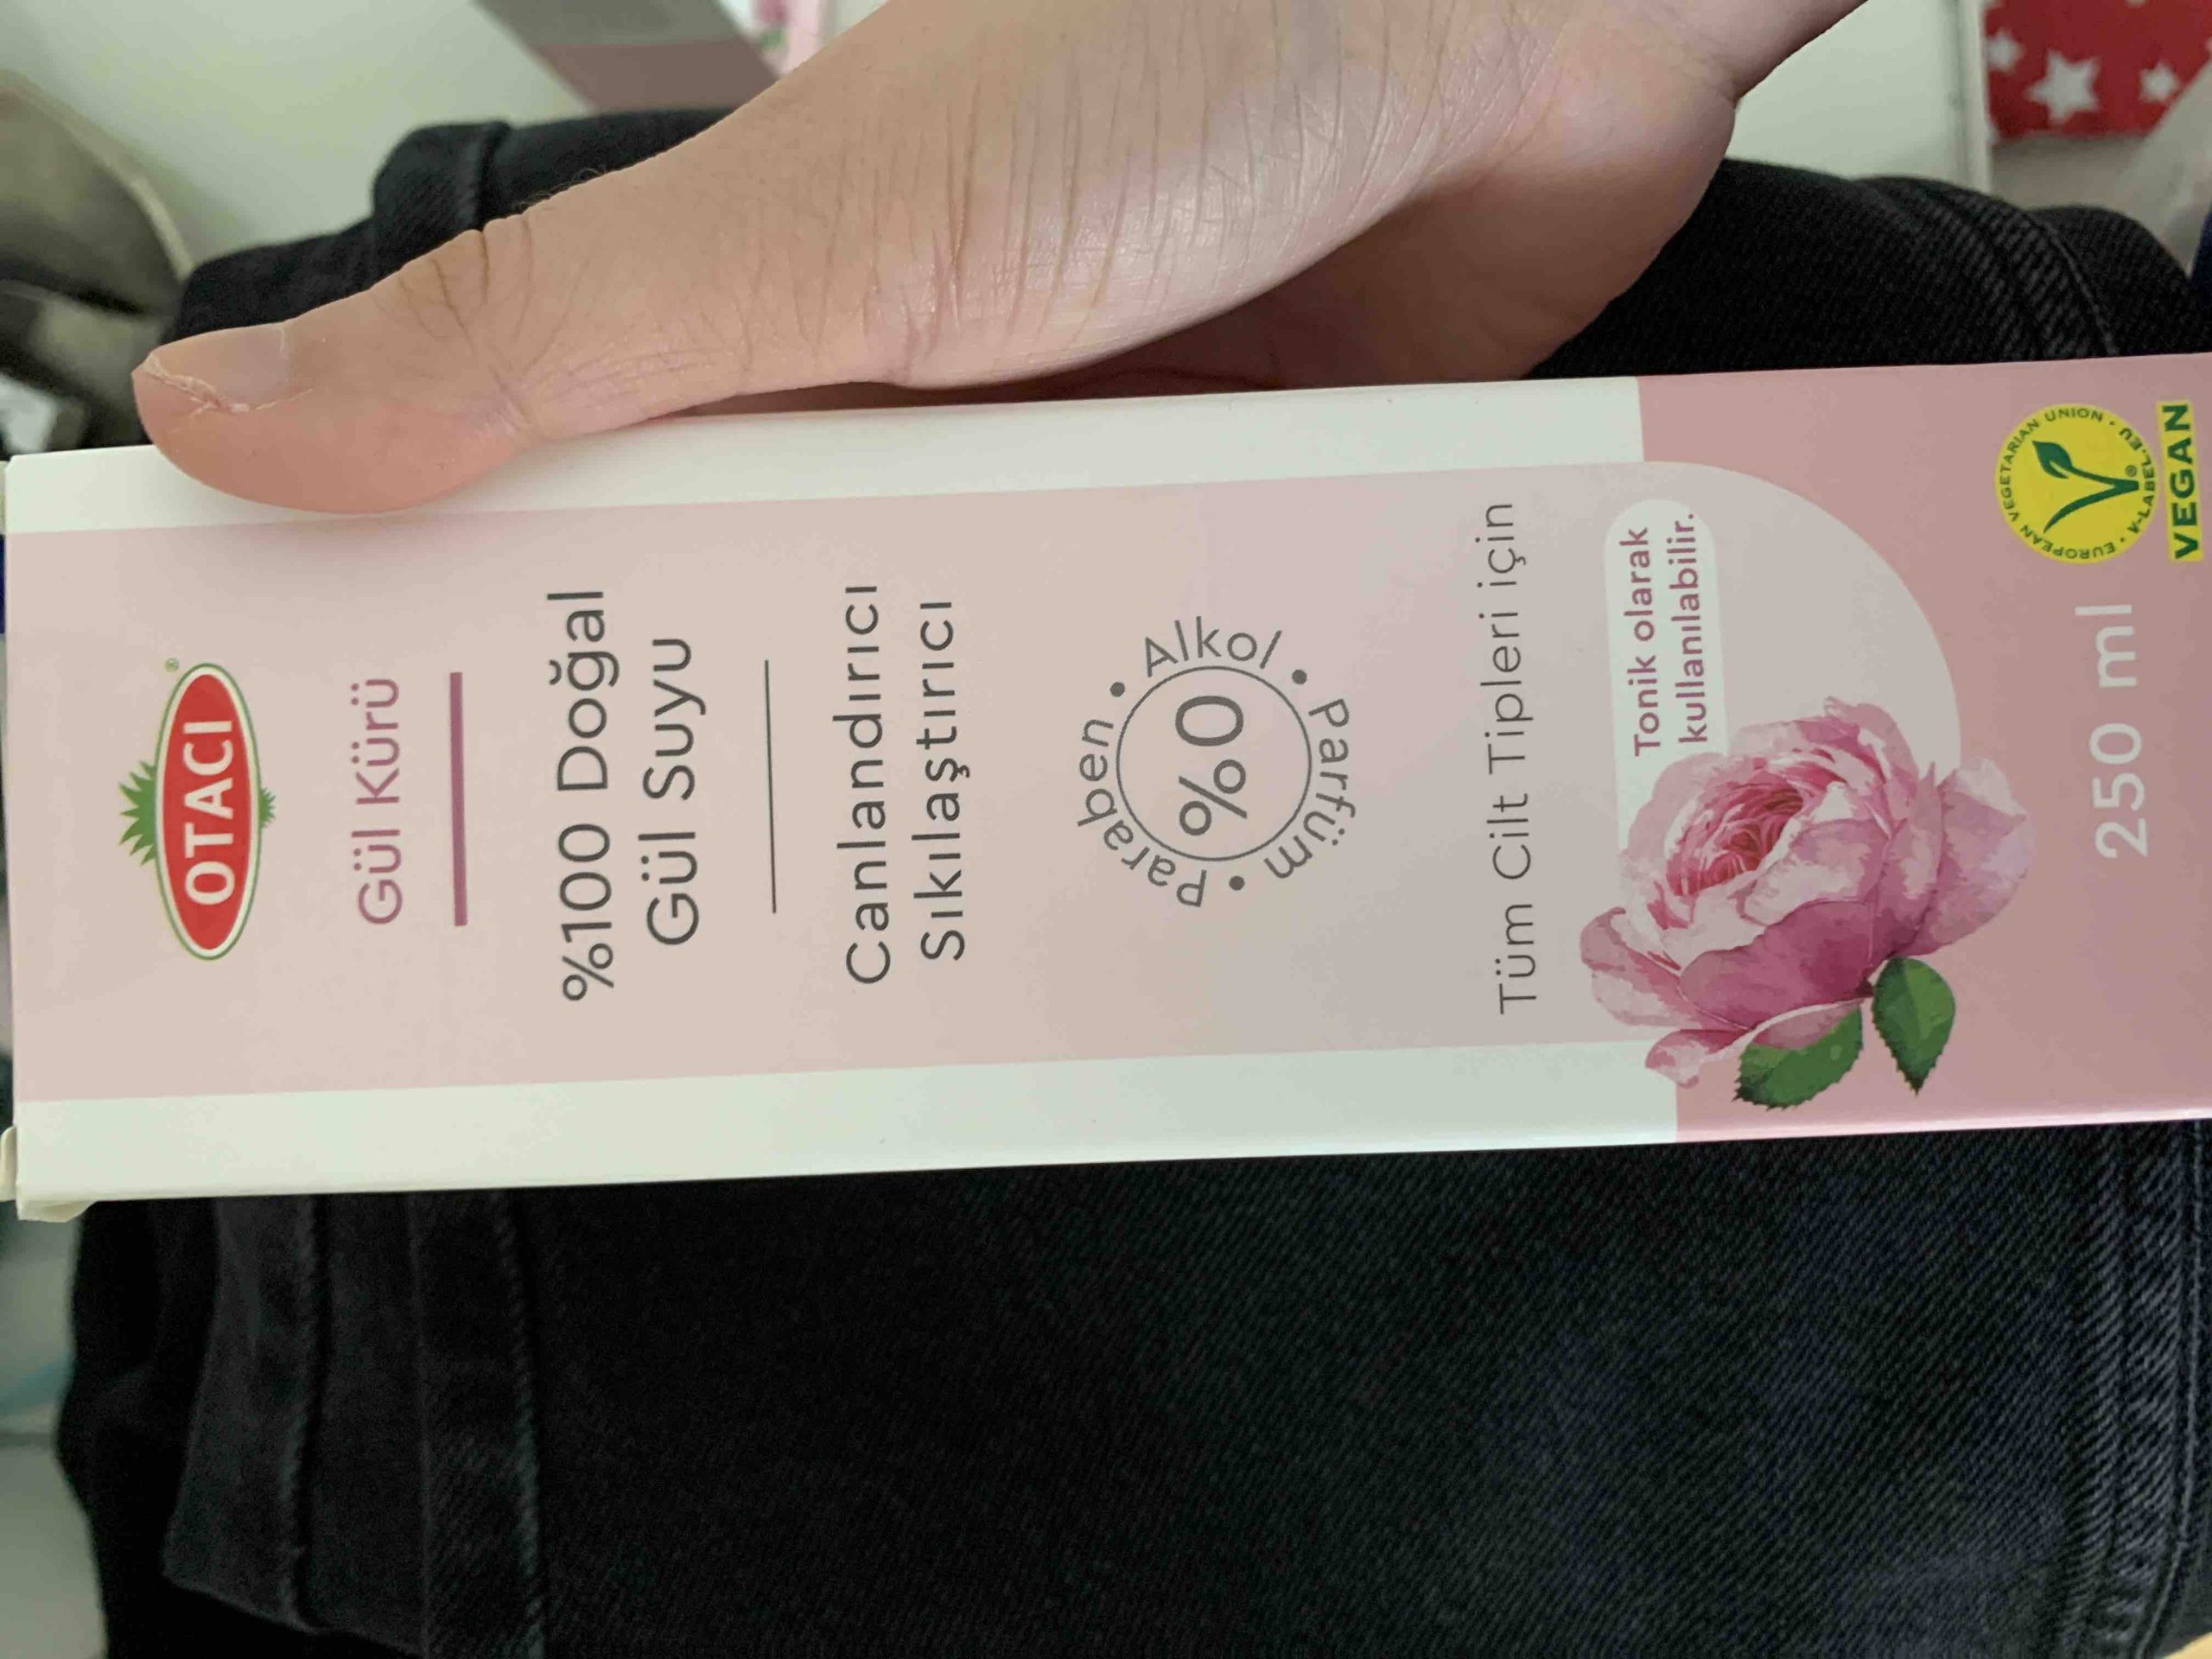 OTACI
®
Gül Kürü
%100 Doğal
Gül Suyu
Canlandırıcı
Sıkılaştırıcı
Paraben • Alkol • Parfüm •
%0
Tüm Cilt Tipleri için
Tonik olarak
kullanılabilir.
250 ml
EUROPEAN VEGETARIAN UNION • V-LABEL.EU •
V®
VEGAN